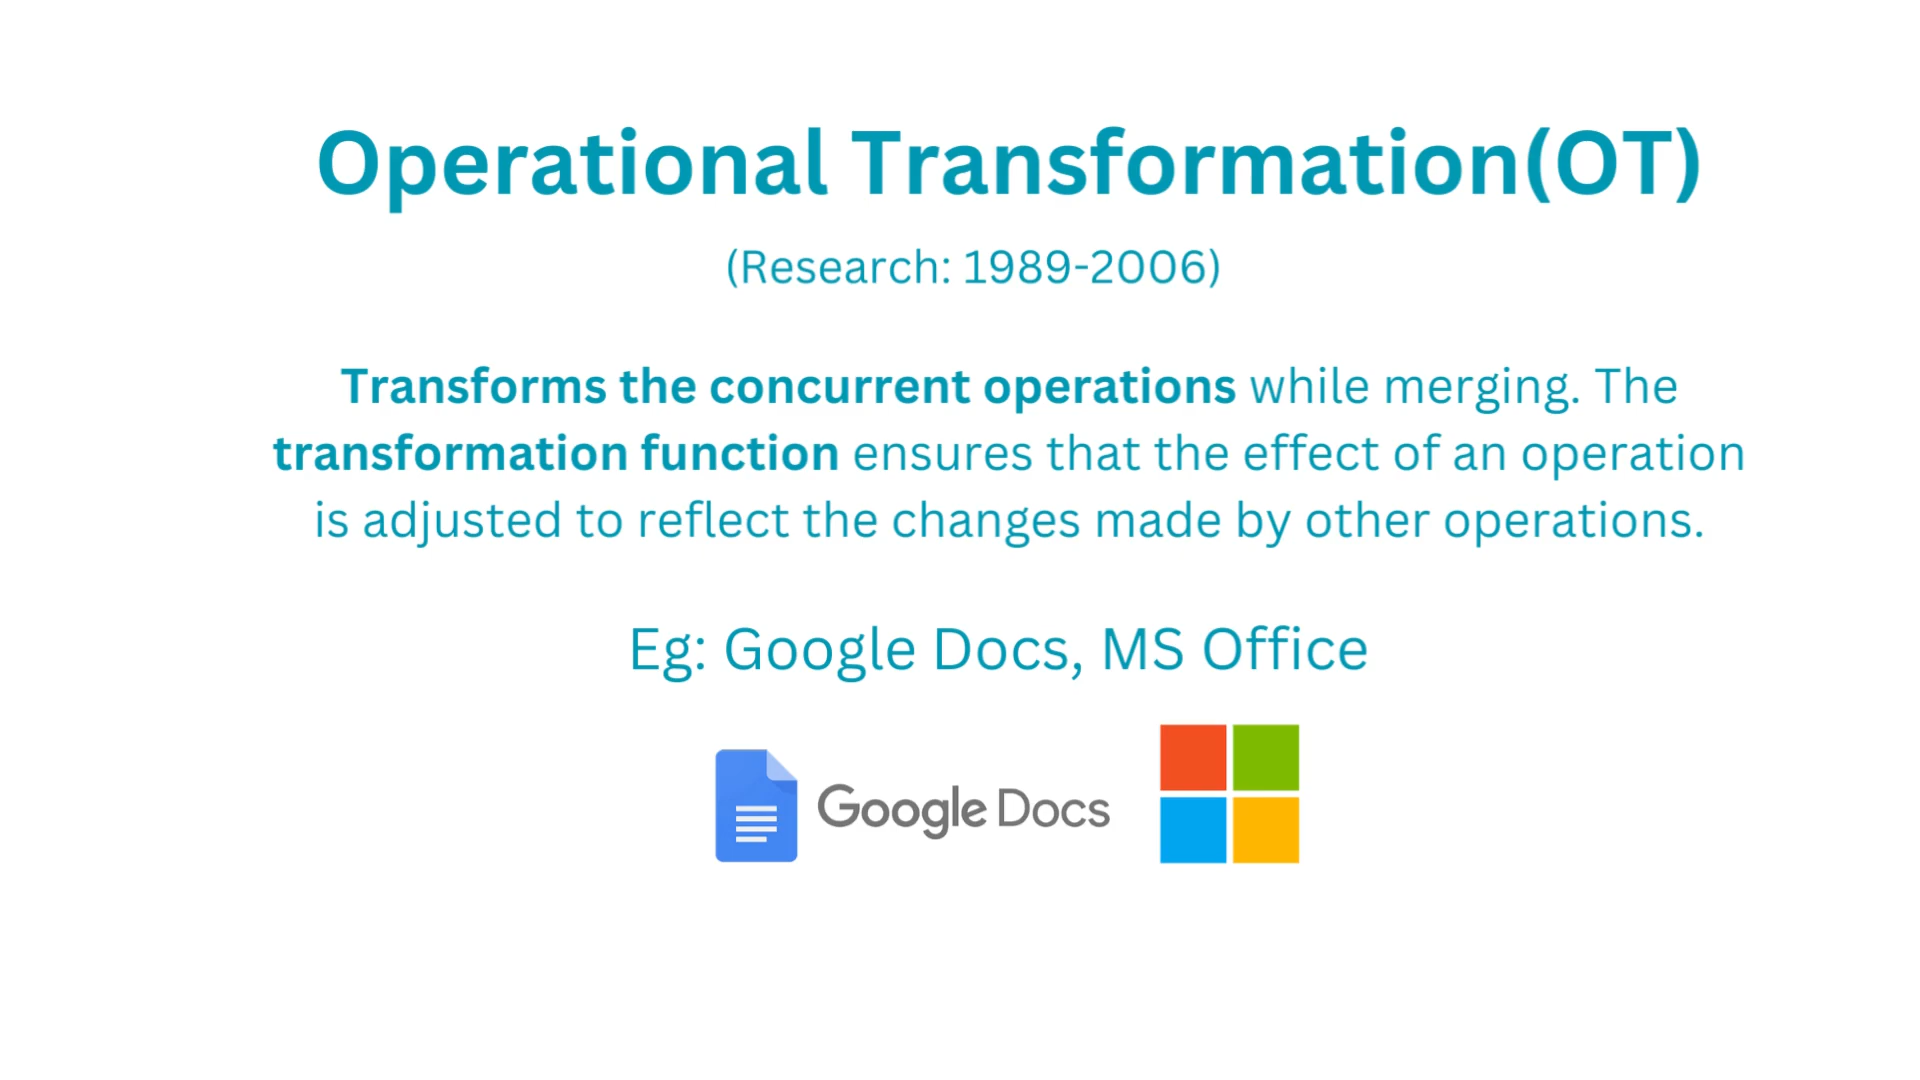 Operational Transformation(OT)
(Research: 1989-2006)
Transforms the concurrent operations while merging. The
transformation function ensures that the effect of an operation
is adjusted to reflect the changes made by other operations.
Eg: Google Docs, MS Office
Google Docs